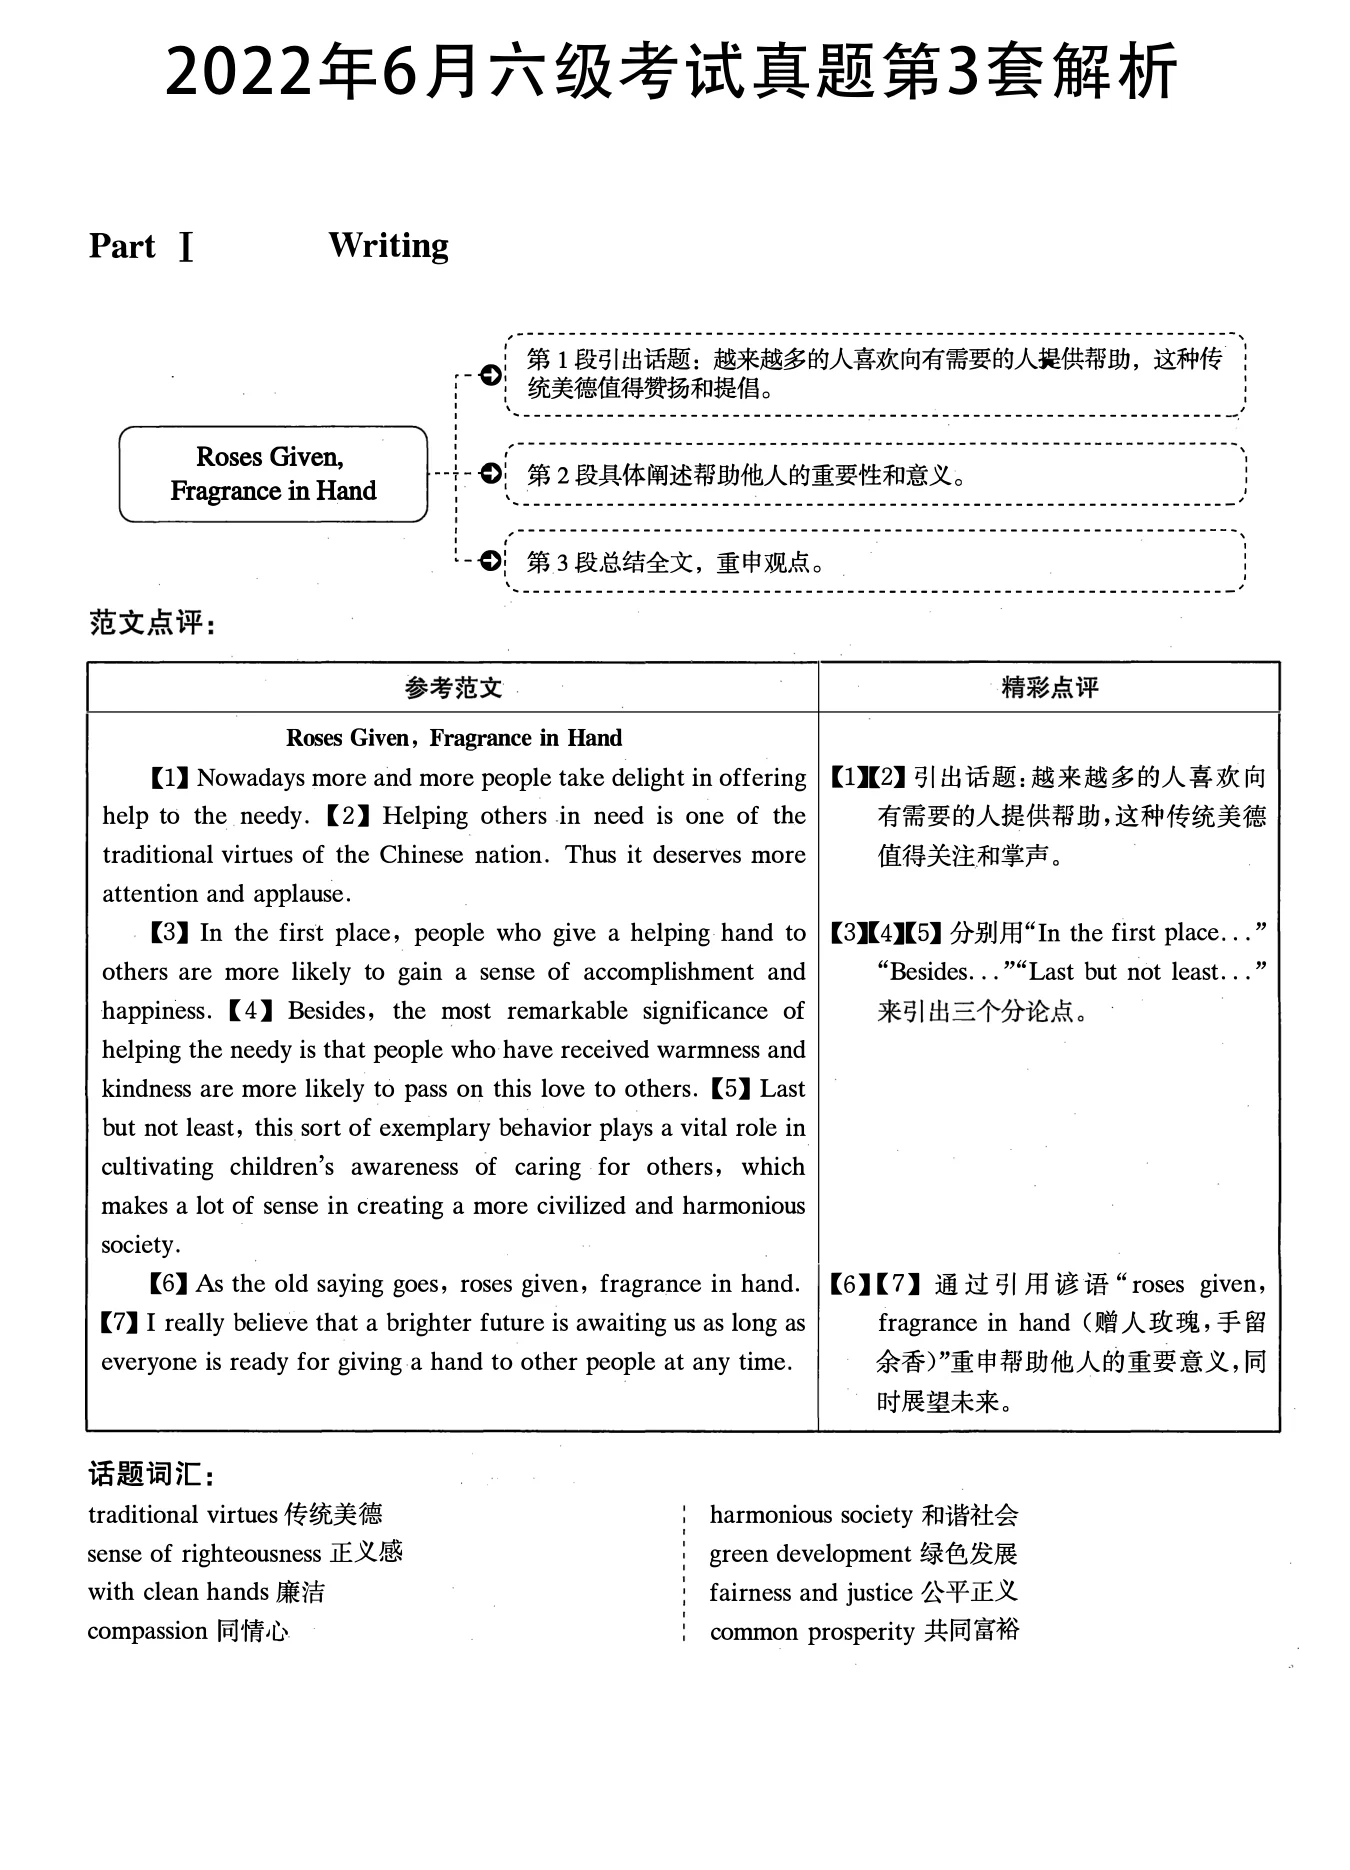 2022年6月六级考试真题第3套解析
Part Ⅰ Writing
Roses Given,
Fragrance in Hand
第1段引出话题：越来越多的人喜欢向有需要的人提供帮助，这种传
统美德值得赞扬和提倡。
第2段具体阐述帮助他人的重要性和意义。
第3段总结全文，重申观点。
范文点评：
参考范文
Roses Given, Fragrance in Hand
【1】Nowadays more and more people take delight in offering
help to the needy.【2】Helping others in need is one of the
traditional virtues of the Chinese nation. Thus it deserves more
attention and applause.
【3】In the first place, people who give a helping hand to
others are more likely to gain a sense of accomplishment and
happiness.【4】Besides, the most remarkable significance of
helping the needy is that people who have received warmness and
kindness are more likely to pass on this love to others.【5】Last
but not least, this sort of exemplary behavior plays a vital role in
cultivating children's awareness of caring for others, which
makes a lot of sense in creating a more civilized and harmonious
society.
【6】As the old saying goes, roses given, fragrance in hand.
【7】I really believe that a brighter future is awaiting us as long as
everyone is ready for giving a hand to other people at any time.
精彩点评
【1】【2】引出话题：越来越多的人喜欢向
有需要的人提供帮助，这种传统美德
值得关注和掌声。
【3】【4】【5】分别用“In the first place...”
“Besides...”“Last but not least...”
来引出三个分论点。
【6】【7】通过引用谚语“roses given,
fragrance in hand（赠人玫瑰，手留
余香）”重申帮助他人的重要意义，同
时展望未来。
话题词汇：
traditional virtues 传统美德
sense of righteousness 正义感
with clean hands 廉洁
compassion 同情心
harmonious society 和谐社会
green development 绿色发展
fairness and justice 公平正义
common prosperity 共同富裕